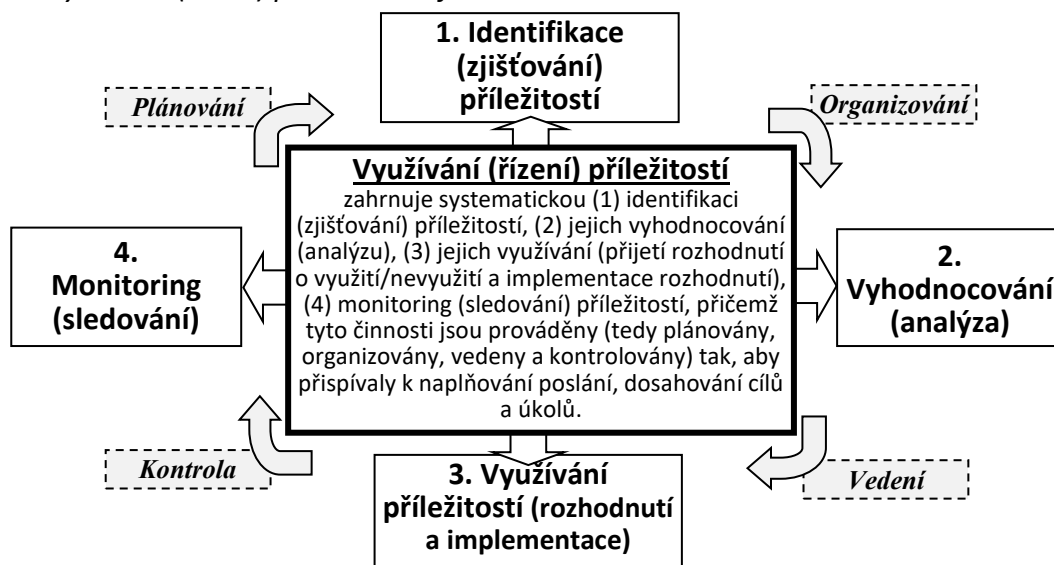 1. Identifikace
(zjišťování)
příležitostí
Plánování
Organizování
Využívání (řízení) příležitostí
zahrnuje systematickou (1) identifikaci
(zjišťování) příležitostí, (2) jejich vyhodnocování
(analýzu), (3) jejich využívání (přijetí rozhodnutí
o využití/nevyužití a implementace rozhodnutí),
(4) monitoring (sledování) příležitostí, přičemž
tyto činnosti jsou prováděny (tedy plánovány,
organizovány, vedeny a kontrolovány) tak, aby
přispívaly k naplňování poslání, dosahování cílů
a úkolů.
4.
Monitoring
(sledování)
2.
Vyhodnocování
(analýza)
Kontrola
3. Využívání
příležitostí (rozhodnutí
a implementace)
Vedení